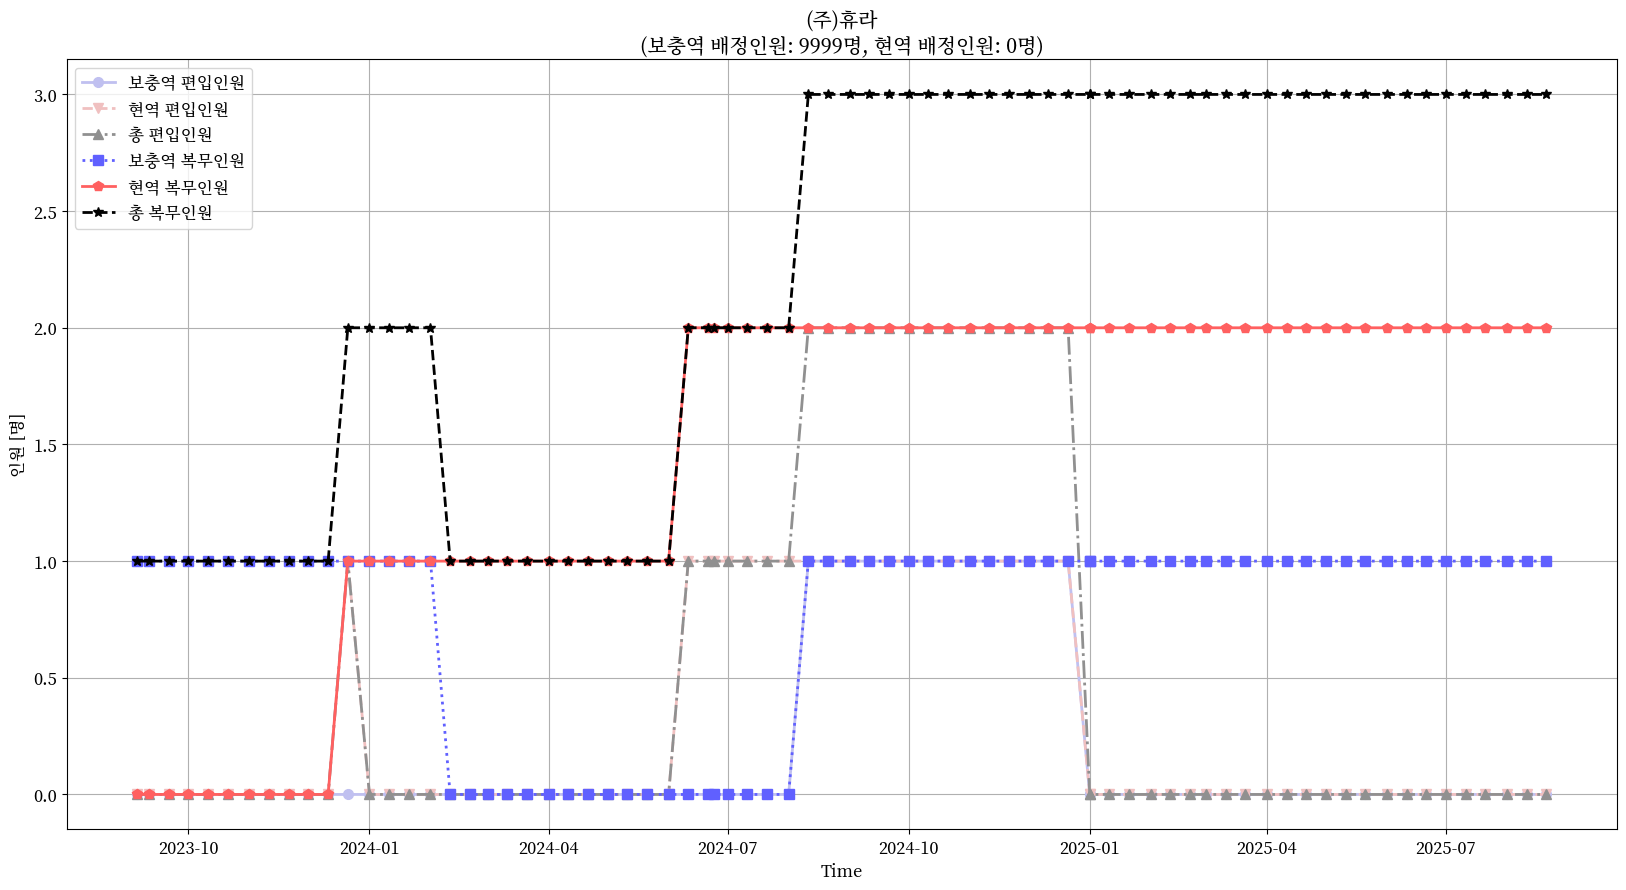 (주)휴라
(보충역 배정인원: 9999명, 현역 배정인원: 0명)
보충역 편입인원
현역 편입인원
총 편입인원
보충역 복무인원
현역 복무인원
총 복무인원
인원 [명]
3.0
2.5
2.0
1.5
1.0
0.5
0.0
2023-10 2024-01 2024-04 2024-07 2024-10 2025-01 2025-04 2025-07
Time